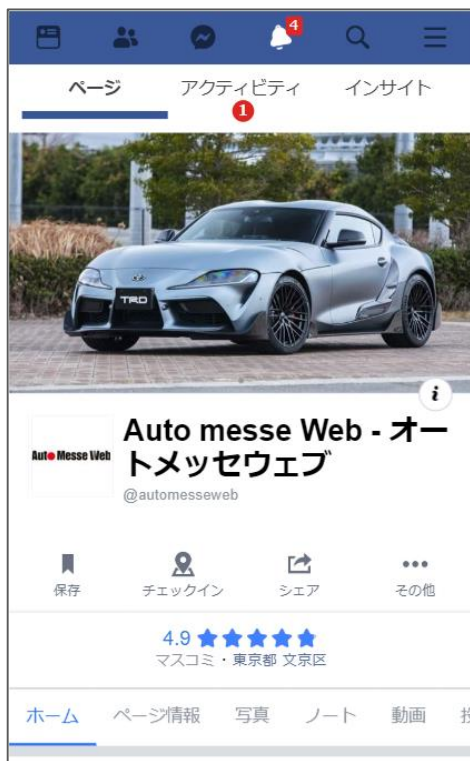 4
ページ アクティビティ インサイト
1
TRD
i
Auto Messe Web
Auto messe Web - オー
トメッセウェブ
@automesseweb
保存 チェックイン シェア その他
4.9
マスコミ・東京都 文京区
ホーム ページ情報 写真 ノート 動画